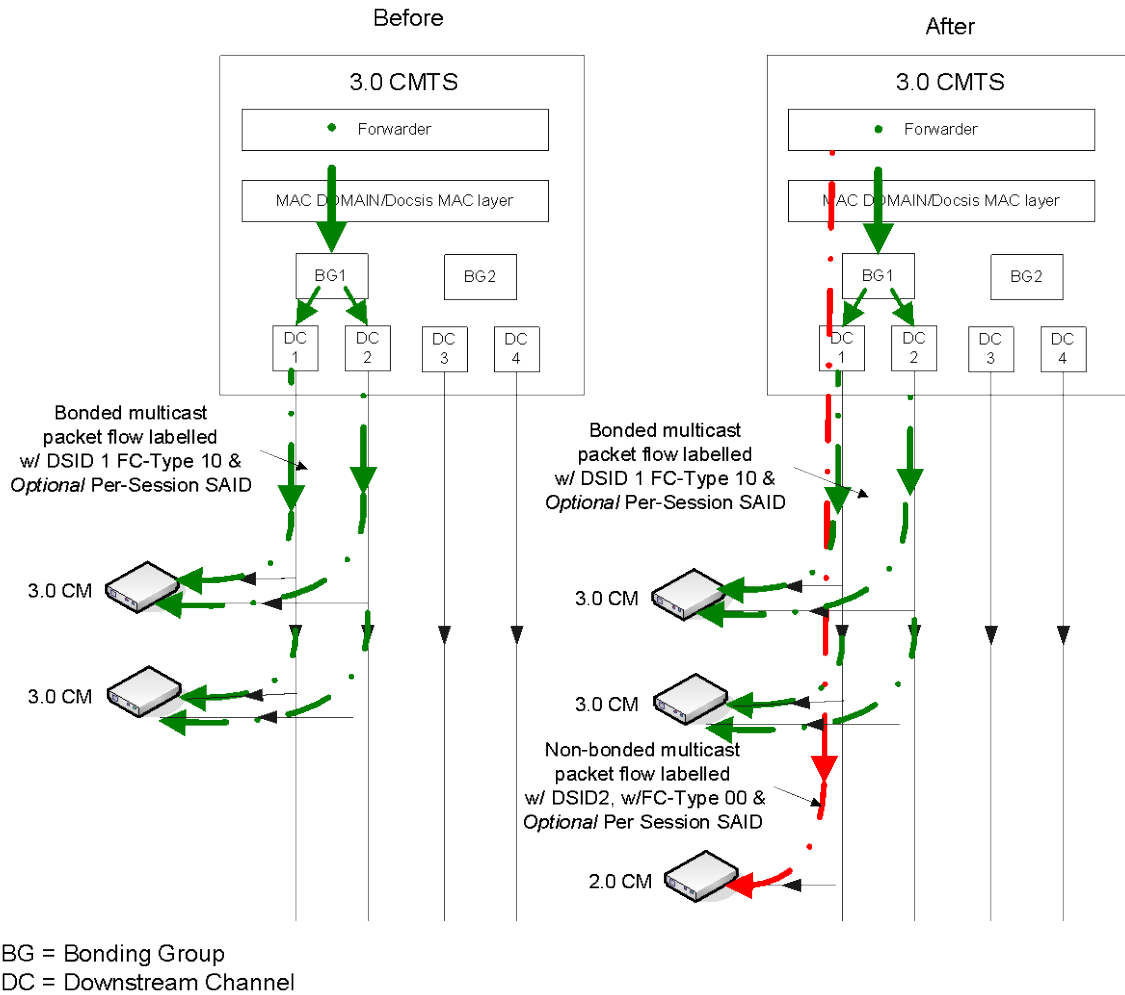 Before
3.0 CMTS
Forwarder
MAC DOMAIN/Docsis MAC layer
BG1
BG2
DC
1
DC
2
DC
3
DC
4
Bonded multicast
packet flow labelled
w/ DSID 1 FC-Type 10 &
Optional Per-Session SAID
3.0 CM
3.0 CM
After
3.0 CMTS
Forwarder
MAC DOMAIN/Docsis MAC layer
BG1
BG2
DC
1
DC
2
DC
3
DC
4
Bonded multicast
packet flow labelled
w/ DSID 1 FC-Type 10 &
Optional Per-Session SAID
3.0 CM
3.0 CM
Non-bonded multicast
packet flow labelled
w/ DSID2, w/FC-Type 00 &
Optional Per Session SAID
2.0 CM
BG = Bonding Group
DC = Downstream Channel